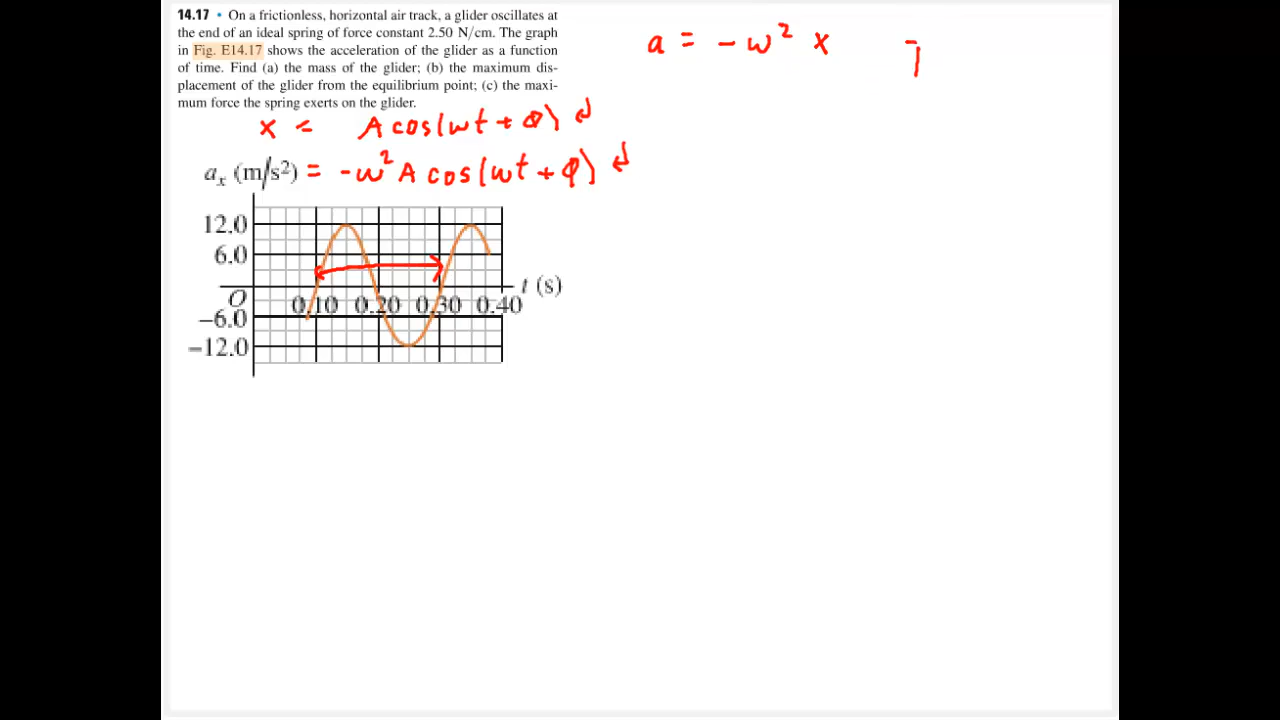 14.17 • On a frictionless, horizontal air track, a glider oscillates at
the end of an ideal spring of force constant 2.50 N/cm. The graph
in Fig. E14.17 shows the acceleration of the glider as a function
of time. Find (a) the mass of the glider; (b) the maximum dis-
placement of the glider from the equilibrium point; (c) the maxi-
mum force the spring exerts on the glider.
a = -ω² x T
x = A cos(ωt + φ)
aₓ (m/s²) = -ω² A cos(ωt + φ)
12.0
6.0
O
-6.0
-12.0
0.10 0.20 0.30 0.40
t (s)